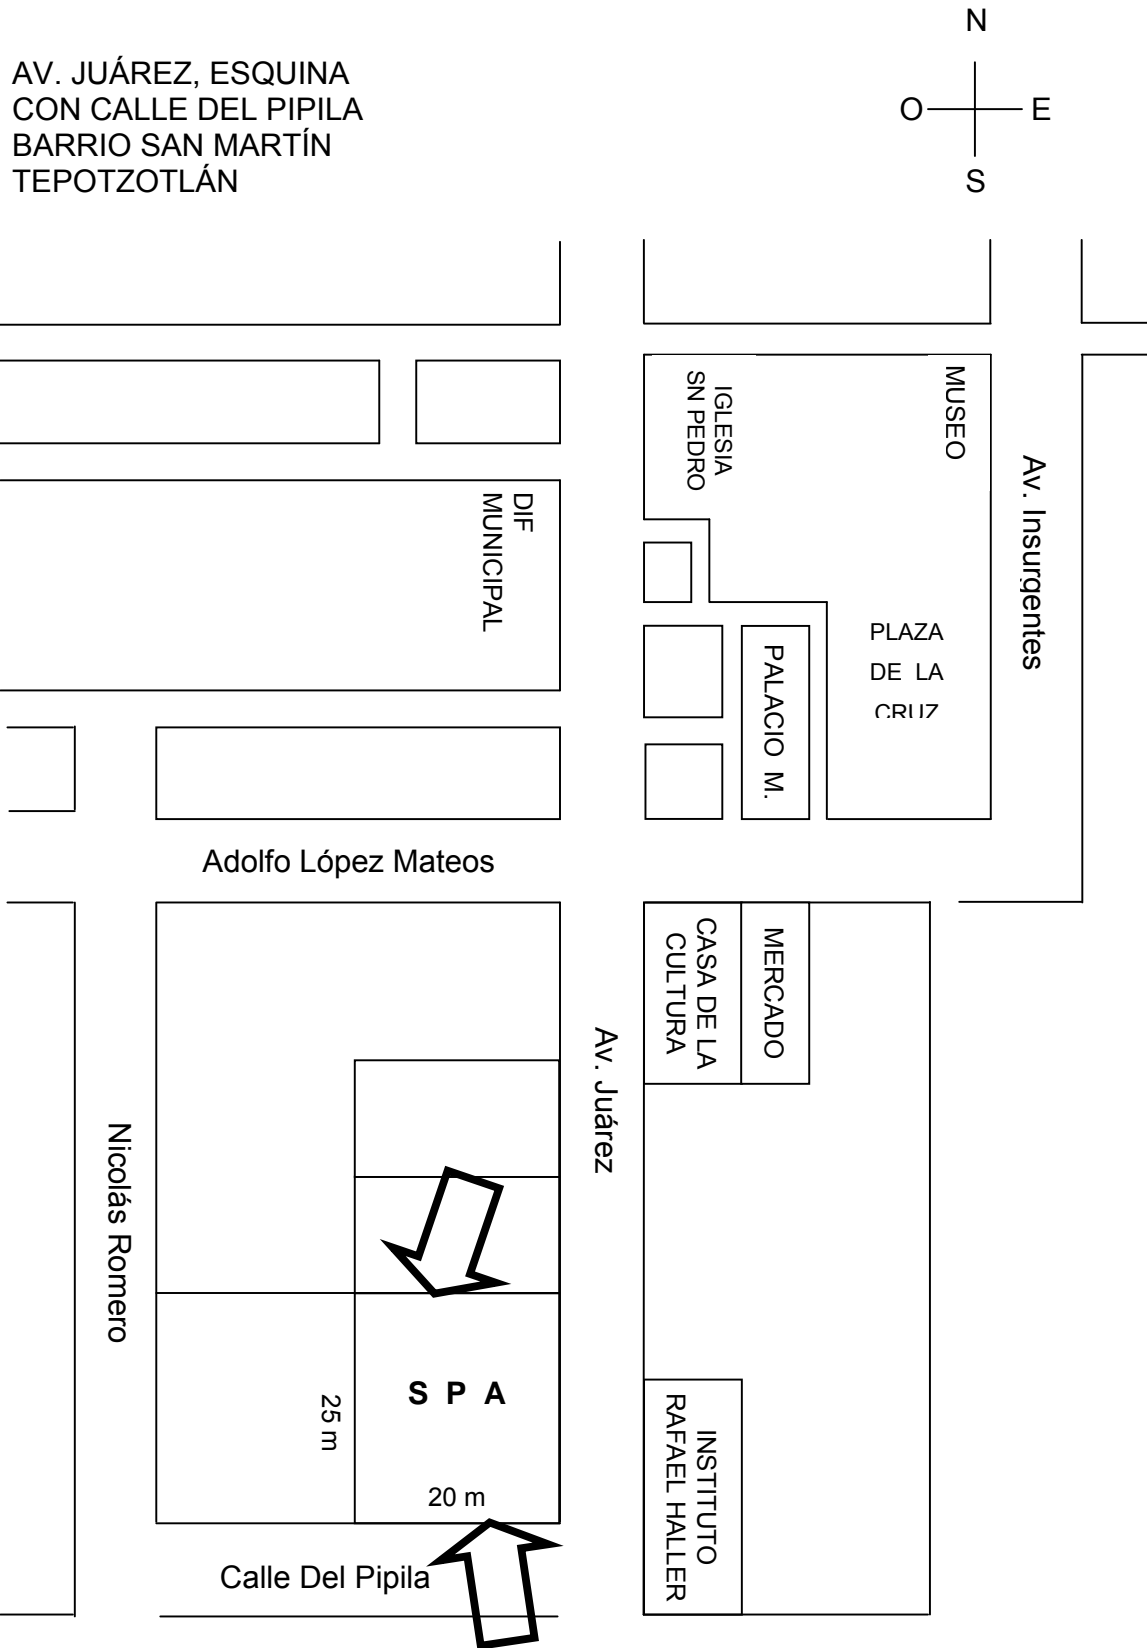 N
AV. JUÁREZ, ESQUINA
CON CALLE DEL PIPILA
BARRIO SAN MARTÍN
TEPOTZOTLÁN
O
E
S
IGLESIA
SN PEDRO
MUSEO
Av. Insurgentes
DIF
MUNICIPAL
PLAZA
DE LA
CRUZ
PALACIO M.
Adolfo López Mateos
CASA DE LA
CULTURA
MERCADO
Av. Juárez
Nicolás Romero
S P A
25 m
20 m
INSTITUTO
RAFAEL HALLER
Calle Del Pipila